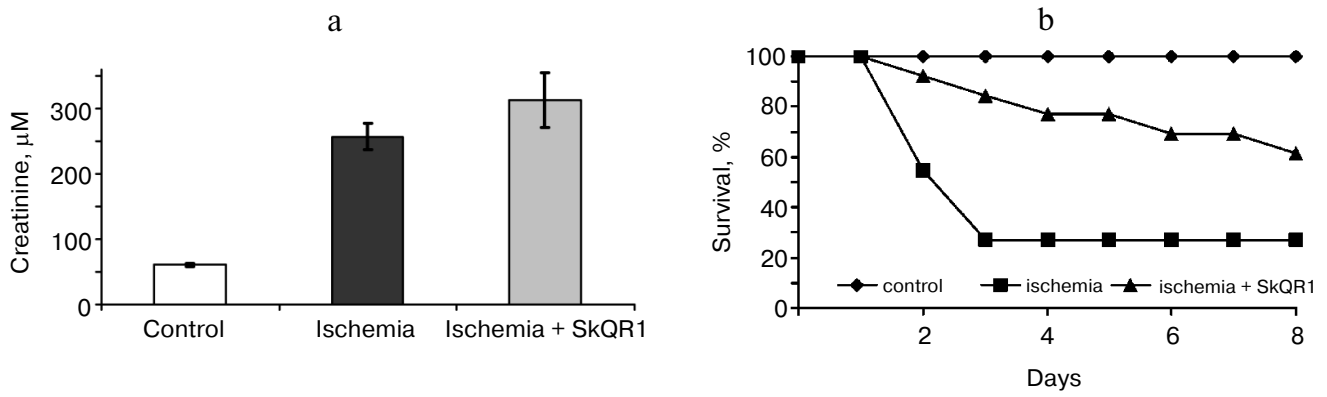 a
Creatinine, μM
300
200
100
0
Control Ischemia Ischemia + SkQR1
b
Survival, %
100
80
60
40
20
0
control ischemia ischemia + SkQR1
2 4 6 8
Days